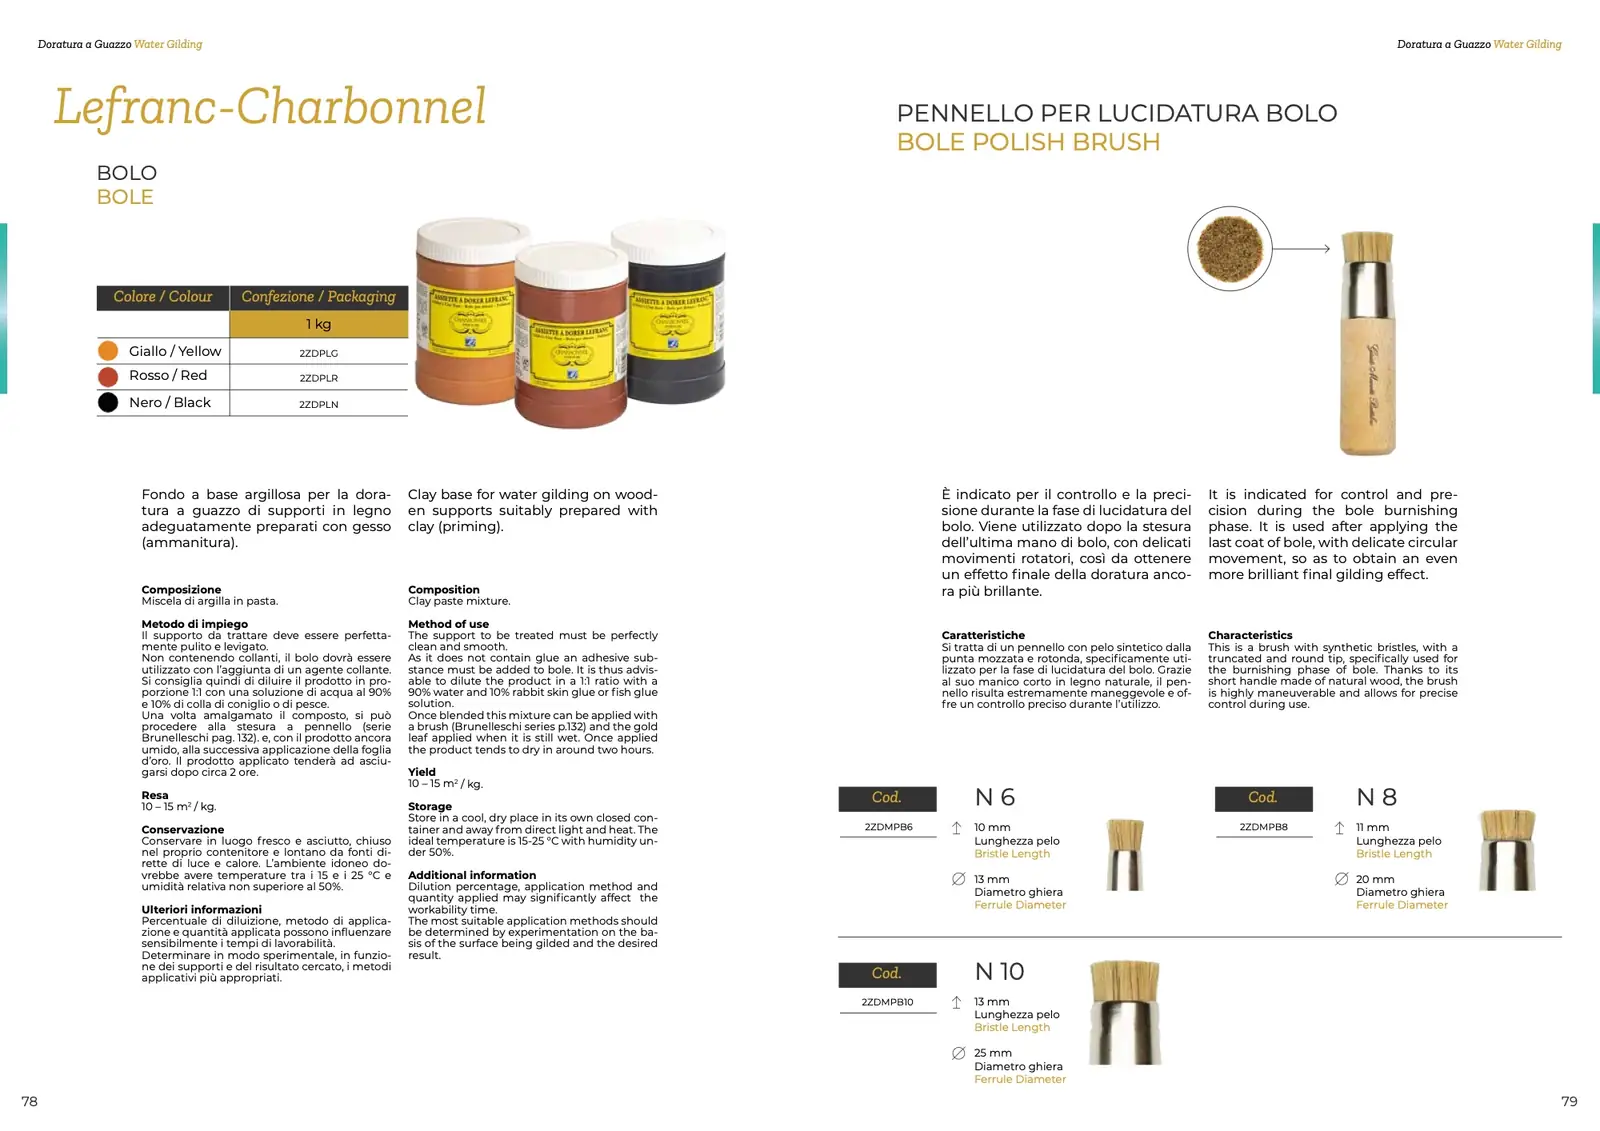 Doratura a Guazzo Water Gilding
Lefranc-Charbonnel
BOLO
BOLE
Colore / Colour Confezione / Packaging
1 kg
Giallo / Yellow 2ZDPLG
Rosso / Red 2ZDPLR
Nero / Black 2ZDPLN
ASSIETTE A DORER LEFRANC
CHARBONNEL
ASSIETTE A DORER LEFRANC
CHARBONNEL
ASSIETTE A DORER LEFRANC
Fondo a base argillosa per la dora-
tura a guazzo di supporti in legno
adeguatamente preparati con gesso
(ammanitura).
Clay base for water gilding on wood-
en supports suitably prepared with
clay (priming).
Composizione
Miscela di argilla in pasta.
Metodo di impiego
Il supporto da trattare deve essere perfetta-
mente pulito e levigato.
Non contenendo collanti, il bolo dovrà essere
utilizzato con l'aggiunta di un agente collante.
Si consiglia quindi di diluire il prodotto in pro-
porzione 1:1 con una soluzione di acqua al 90%
e 10% di colla di coniglio o di pesce.
Una volta amalgamato il composto, si può
procedere alla stesura a pennello (serie
Brunelleschi pag. 132). e, con il prodotto ancora
umido, alla successiva applicazione della foglia
d'oro. Il prodotto applicato tenderà ad asciu-
garsi dopo circa 2 ore.
Resa
10 – 15 m² / kg.
Conservazione
Conservare in luogo fresco e asciutto, chiuso
nel proprio contenitore e lontano da fonti di-
rette di luce e calore. L'ambiente idoneo do-
vrebbe avere temperature tra i 15 e i 25 °C e
umidità relativa non superiore al 50%.
Ulteriori informazioni
Percentuale di diluizione, metodo di applica-
zione e quantità applicata possono influenzare
sensibilmente i tempi di lavorabilità.
Determinare in modo sperimentale, in funzio-
ne dei supporti e del risultato cercato, i metodi
applicativi più appropriati.
Composition
Clay paste mixture.
Method of use
The support to be treated must be perfectly
clean and smooth.
As it does not contain glue an adhesive sub-
stance must be added to bole. It is thus advis-
able to dilute the product in a 1:1 ratio with a
90% water and 10% rabbit skin glue or fish glue
solution.
Once blended this mixture can be applied with
a brush (Brunelleschi series p.132) and the gold
leaf applied when it is still wet. Once applied
the product tends to dry in around two hours.
Yield
10 – 15 m² / kg.
Storage
Store in a cool, dry place in its own closed con-
tainer and away from direct light and heat. The
ideal temperature is 15-25 °C with humidity un-
der 50%.
Additional information
Dilution percentage, application method and
quantity applied may significantly affect the
workability time.
The most suitable application methods should
be determined by experimentation on the ba-
sis of the surface being gilded and the desired
result.
78
Doratura a Guazzo Water Gilding
PENNELLO PER LUCIDATURA BOLO
BOLE POLISH BRUSH
È indicato per il controllo e la preci-
sione durante la fase di lucidatura del
bolo. Viene utilizzato dopo la stesura
dell'ultima mano di bolo, con delicati
movimenti rotatori, così da ottenere
un effetto finale della doratura anco-
ra più brillante.
It is indicated for control and pre-
cision during the bole burnishing
phase. It is used after applying the
last coat of bole, with delicate circular
movement, so as to obtain an even
more brilliant final gilding effect.
Caratteristiche
Si tratta di un pennello con pelo sintetico dalla
punta mozzata e rotonda, specificamente uti-
lizzato per la fase di lucidatura del bolo. Grazie
al suo manico corto in legno naturale, il pen-
nello risulta estremamente maneggevole e of-
fre un controllo preciso durante l'utilizzo.
Characteristics
This is a brush with synthetic bristles, with a
truncated and round tip, specifically used for
the burnishing phase of bole. Thanks to its
short handle made of natural wood, the brush
is highly maneuverable and allows for precise
control during use.
Cod. N 6
2ZDMPB6 10 mm
Lunghezza pelo
Bristle Length
13 mm
Diametro ghiera
Ferrule Diameter
Cod. N 8
2ZDMPB8 11 mm
Lunghezza pelo
Bristle Length
20 mm
Diametro ghiera
Ferrule Diameter
Cod. N 10
2ZDMPB10 13 mm
Lunghezza pelo
Bristle Length
25 mm
Diametro ghiera
Ferrule Diameter
79